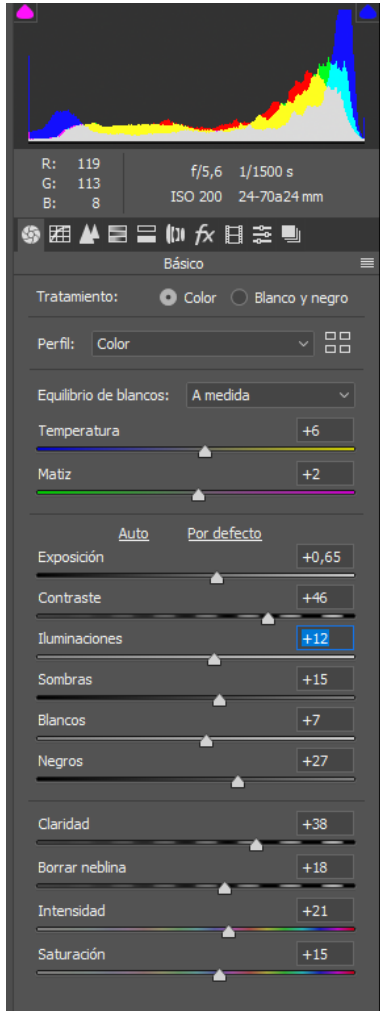 R: 119
G: 113
B: 8
f/5,6 1/1500 s
ISO 200 24-70a24 mm
fx
Básico
Tratamiento: Color Blanco y negro
Perfil: Color
Equilibrio de blancos: A medida
Temperatura +6
Matiz +2
Auto Por defecto
Exposición +0,65
Contraste +46
Iluminaciones +12
Sombras +15
Blancos +7
Negros +27
Claridad +38
Borrar neblina +18
Intensidad +21
Saturación +15